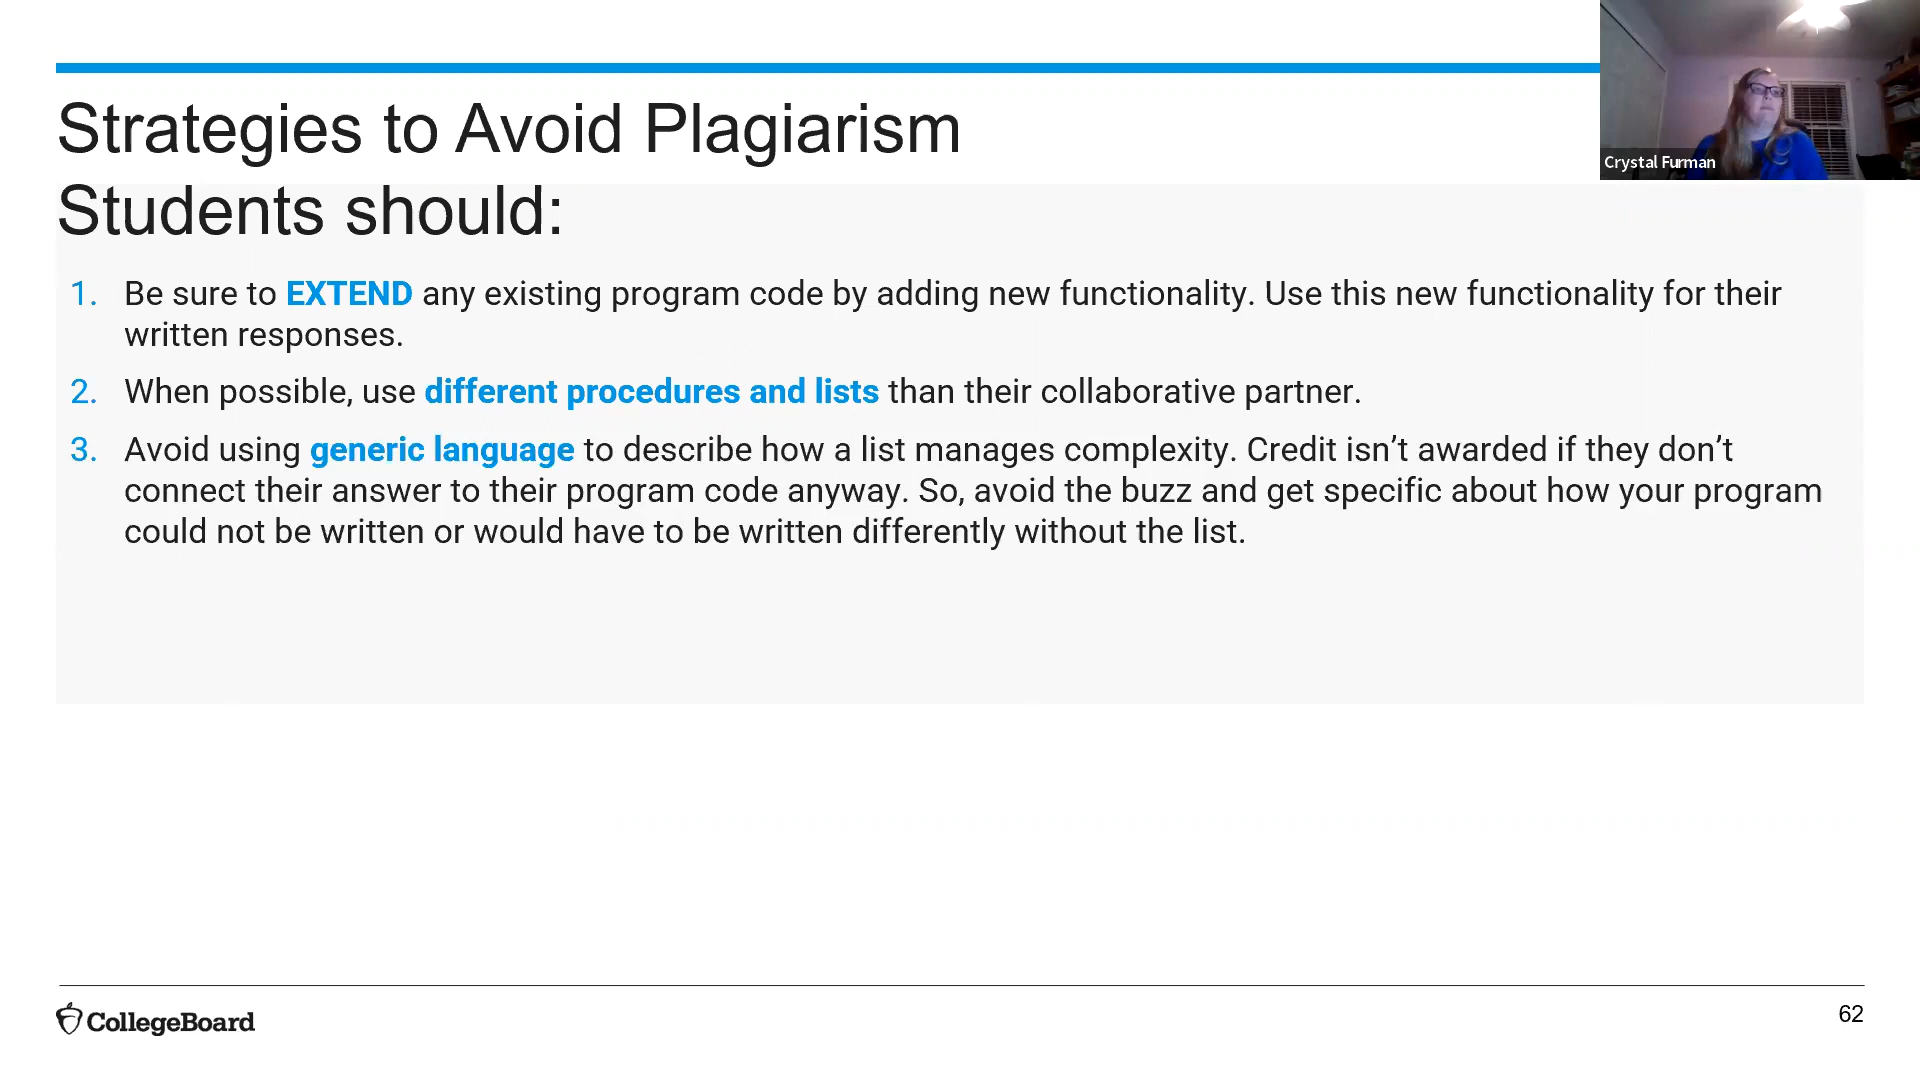 Strategies to Avoid Plagiarism
Students should:
Crystal Furman
1. Be sure to EXTEND any existing program code by adding new functionality. Use this new functionality for their
written responses.
2. When possible, use different procedures and lists than their collaborative partner.
3. Avoid using generic language to describe how a list manages complexity. Credit isn’t awarded if they don’t
connect their answer to their program code anyway. So, avoid the buzz and get specific about how your program
could not be written or would have to be written differently without the list.
CollegeBoard
62